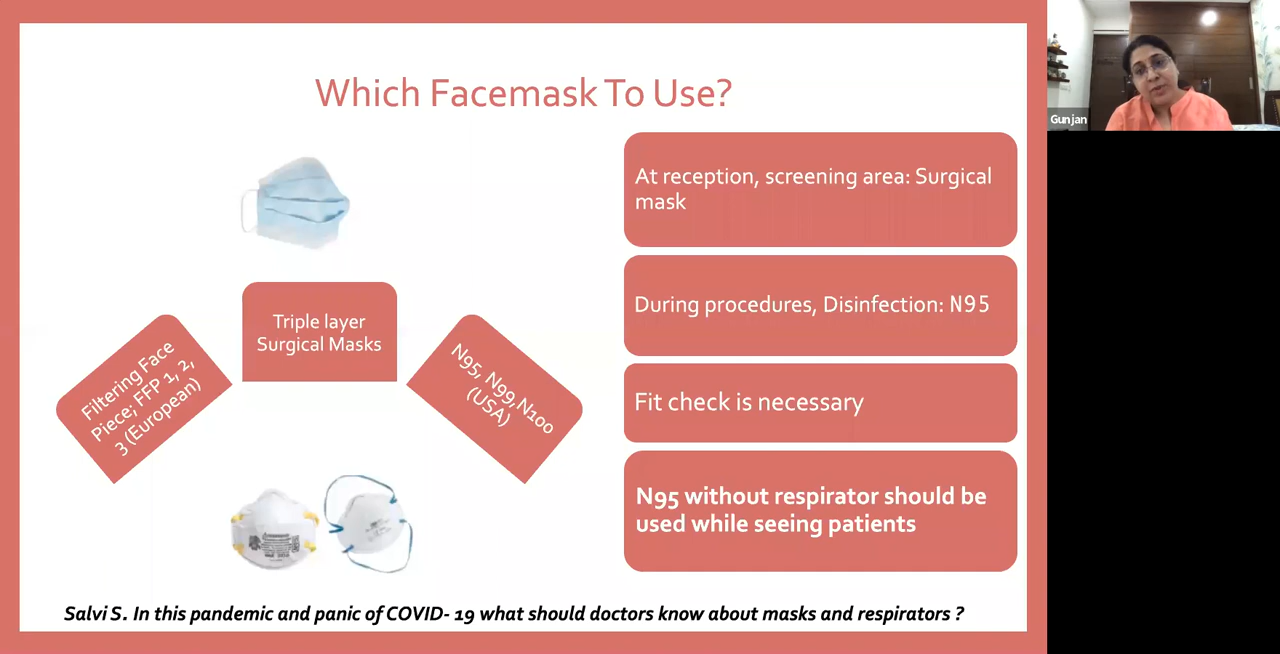 Which Facemask To Use?
Gunjan
At reception, screening area: Surgical
mask
Triple layer
Surgical Masks
Filtering Face
Piece; FFP 1, 2,
3 (European)
N95, N99,N100
(USA)
During procedures, Disinfection: N95
Fit check is necessary
N95 without respirator should be
used while seeing patients
Salvi S. In this pandemic and panic of COVID- 19 what should doctors know about masks and respirators ?